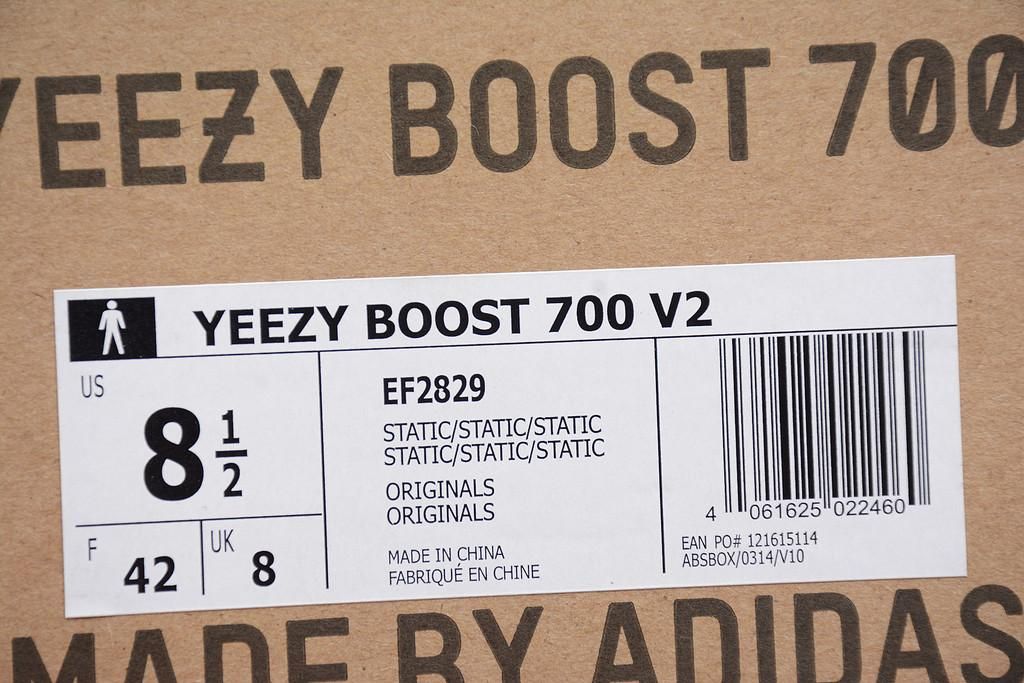 YEEZY BOOST 700
YEEZY BOOST 700 V2
US
8 1/2
F
42
UK
8
EF2829
STATIC/STATIC/STATIC
STATIC/STATIC/STATIC
ORIGINALS
ORIGINALS
MADE IN CHINA
FABRIQUÉ EN CHINE
4 061625 022460
EAN PO# 121615114
ABSBOX/0314/V10
MADE BY ADIDAS